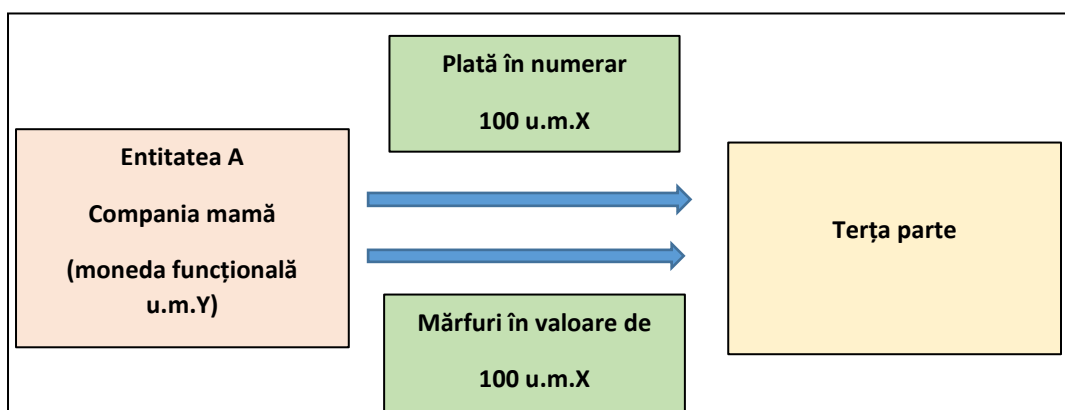 Plată în numerar
100 u.m.X
Entitatea A
Compania mamă
(moneda funcțională
u.m.Y)
Terța parte
Mărfuri în valoare de
100 u.m.X